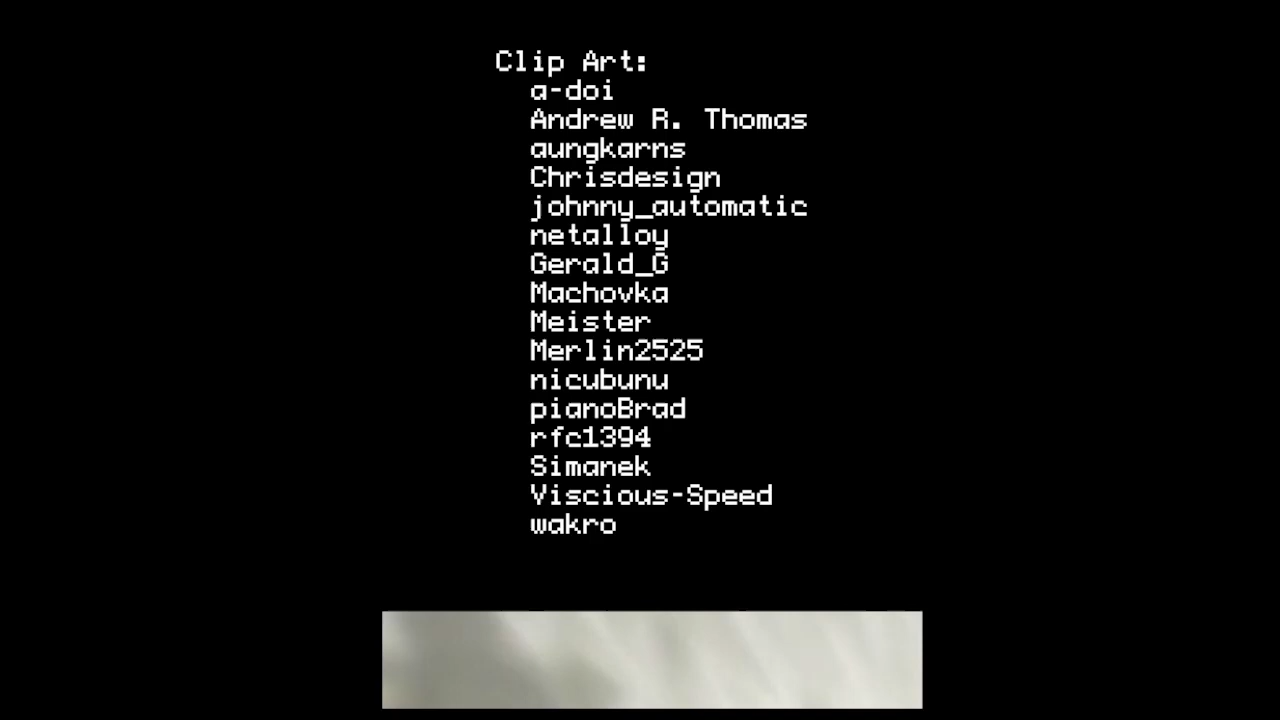 Clip Art:
a-doi
Andrew R. Thomas
aungkarns
Chrisdesign
johnny_automatic
netalloy
Gerald_G
Machovka
Meister
Merlin2525
nicubunu
pianoBrad
rfc1394
Simanek
Viscious-Speed
wakro